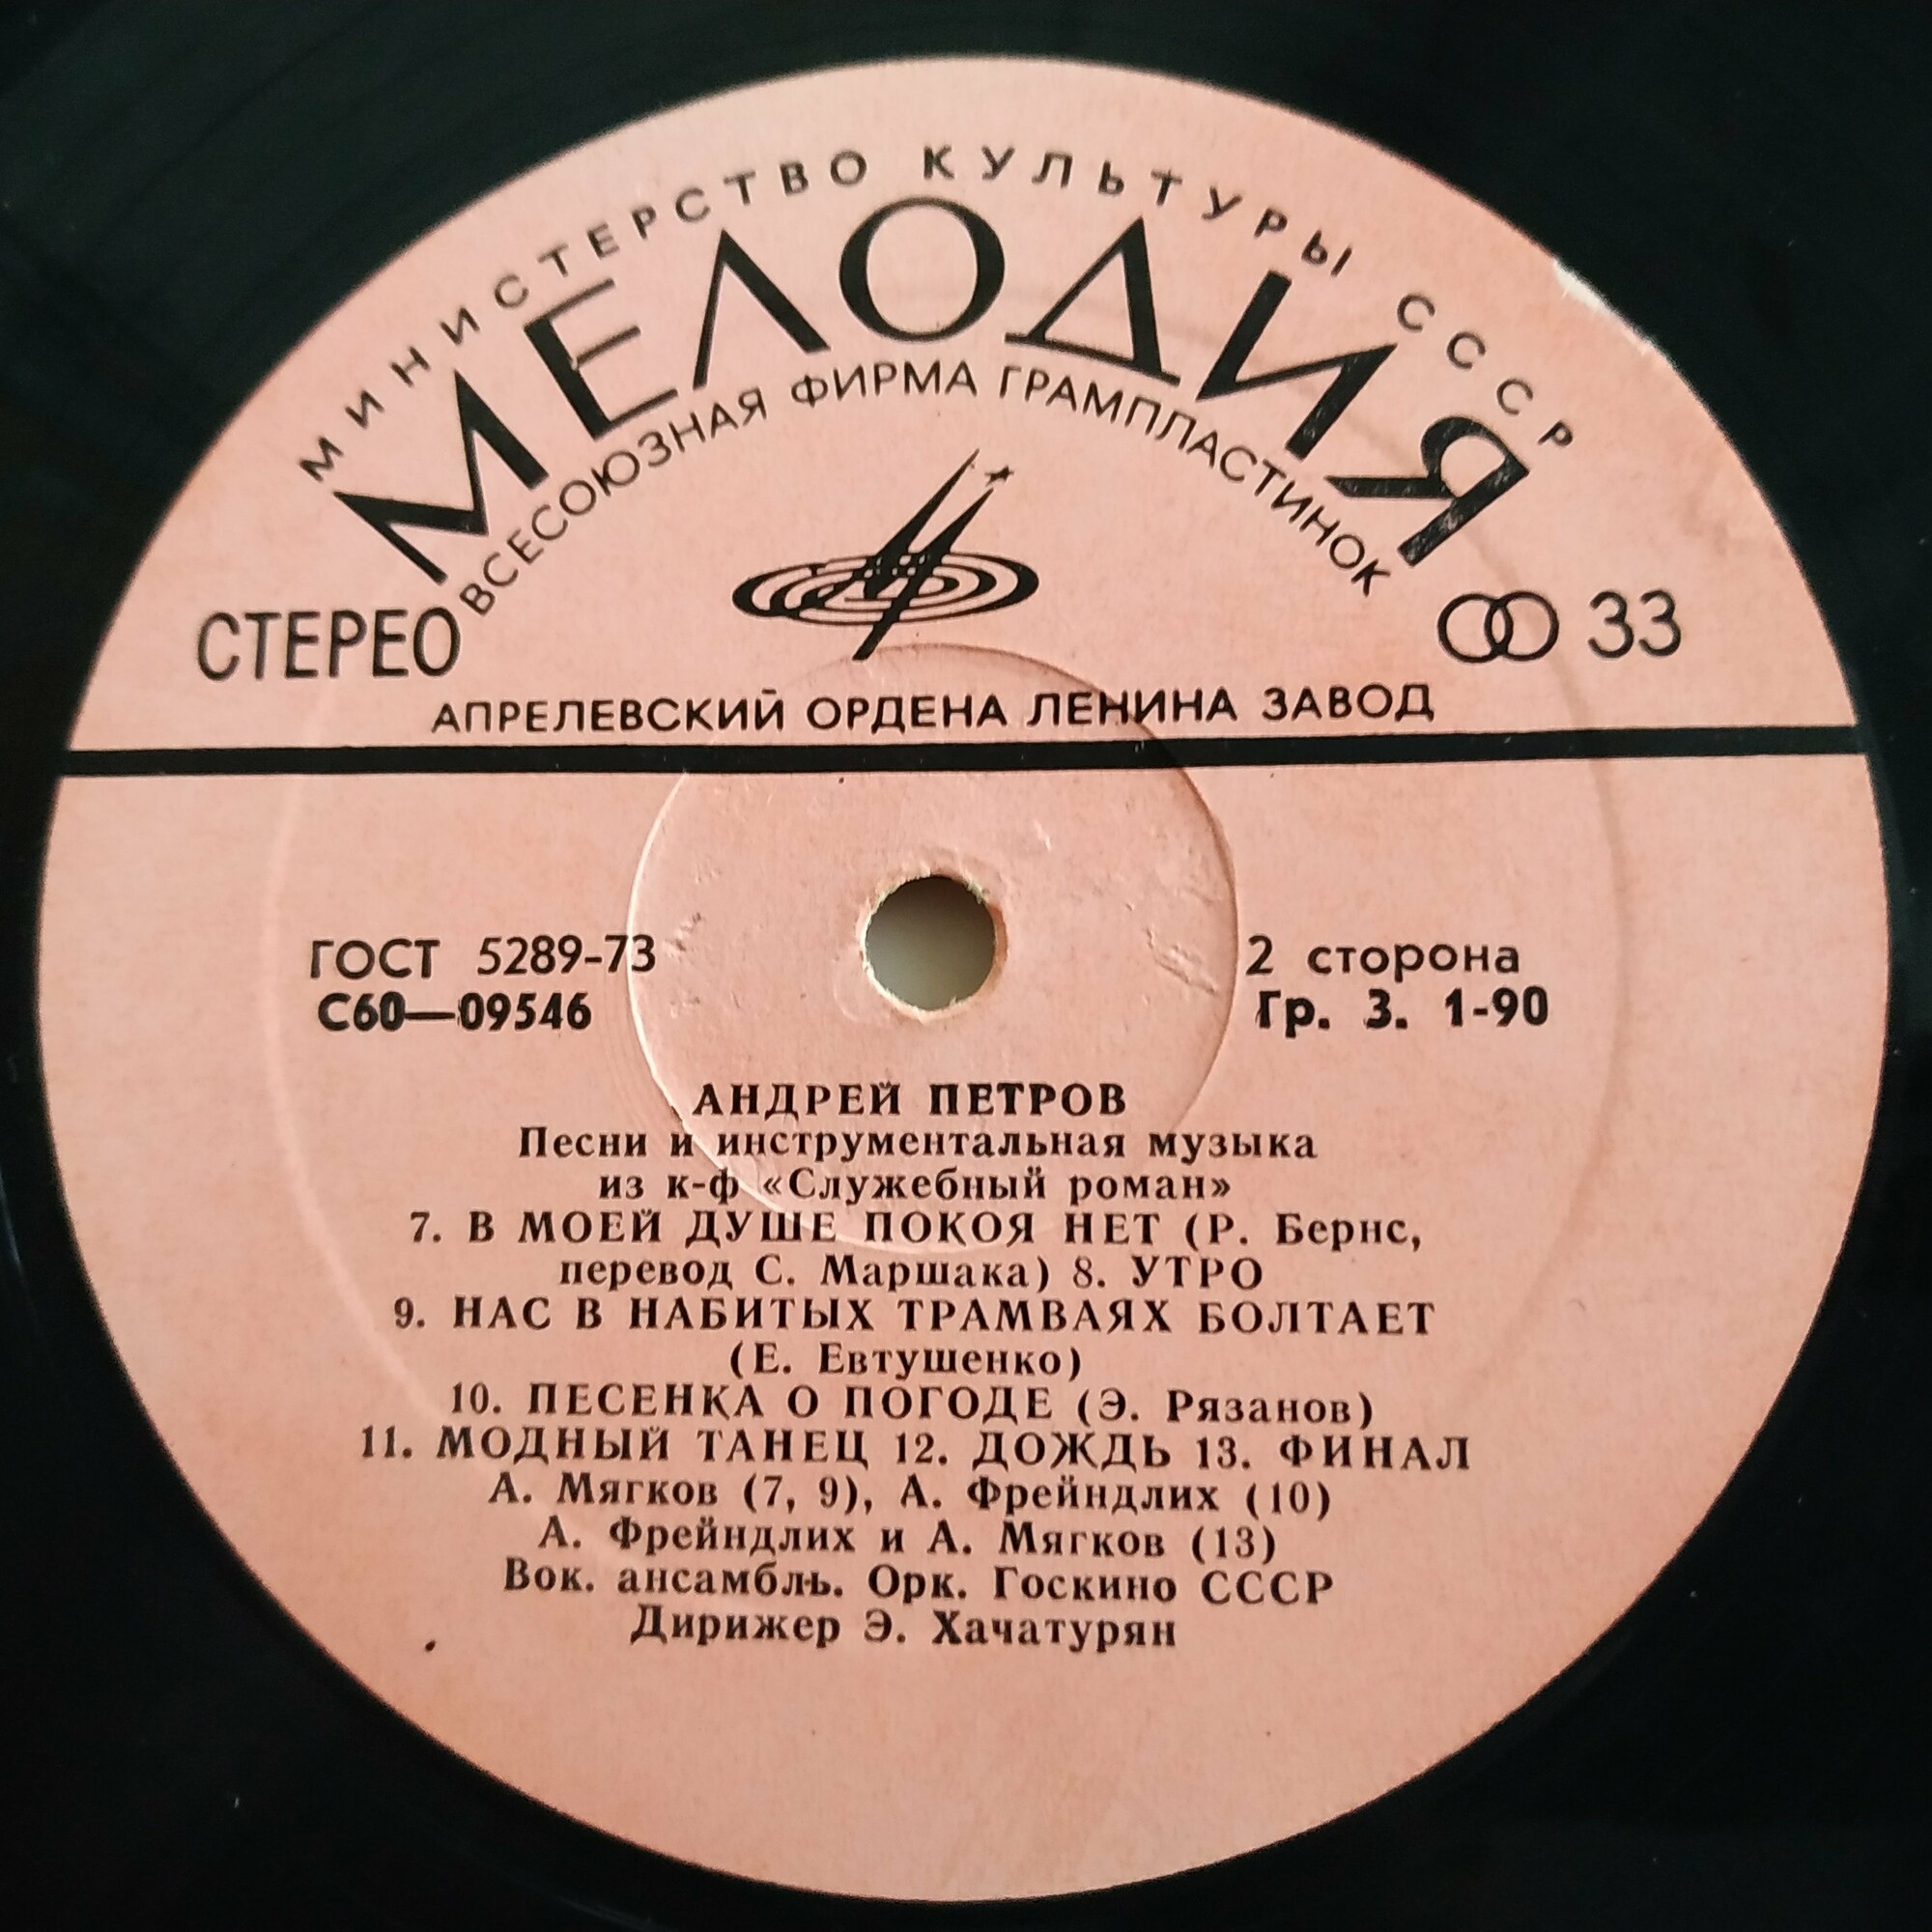 МИНИСТЕРСТВО КУЛЬТУРЫ СССР
МЕЛОДИЯ
ВСЕСОЮЗНАЯ ФИРМА ГРАМПЛАСТИНОК
СТЕРЕО
33
АПРЕЛЕВСКИЙ ОРДЕНА ЛЕНИНА ЗАВОД
ГОСТ 5289-73
2 сторона
С60—09546
Гр. 3. 1-90
АНДРЕЙ ПЕТРОВ
Песни и инструментальная музыка
из к-ф «Служебный роман»
7. В МОЕЙ ДУШЕ ПОКОЯ НЕТ (Р. Бернс,
перевод С. Маршака) 8. УТРО
9. НАС В НАБИТЫХ ТРАМВАЯХ БОЛТАЕТ
(Е. Евтушенко)
10. ПЕСЕНКА О ПОГОДЕ (Э. Рязанов)
11. МОДНЫЙ ТАНЕЦ 12. ДОЖДЬ 13. ФИНАЛ
А. Мягков (7, 9), А. Фрейндлих (10)
А. Фрейндлих и А. Мягков (13)
Вок. ансамбль. Орк. Госкино СССР
Дирижер Э. Хачатурян